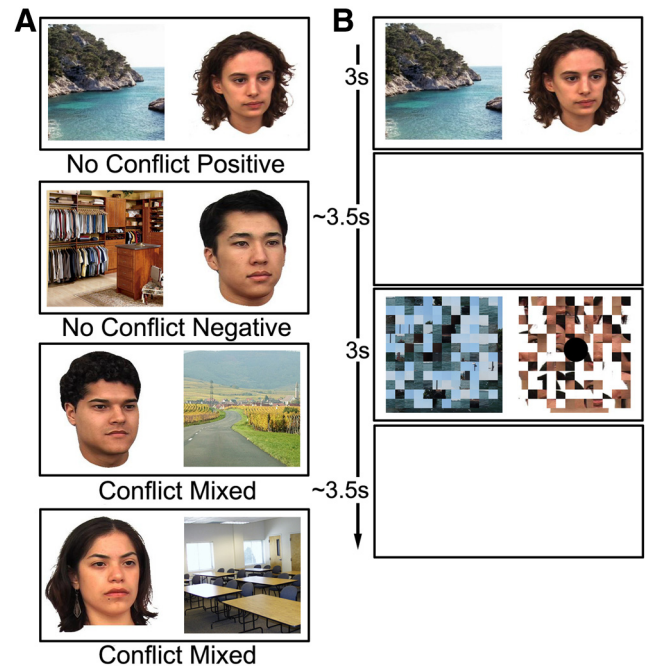 A
B
No Conflict Positive
No Conflict Negative
Conflict Mixed
Conflict Mixed
3s
~3.5s
3s
~3.5s